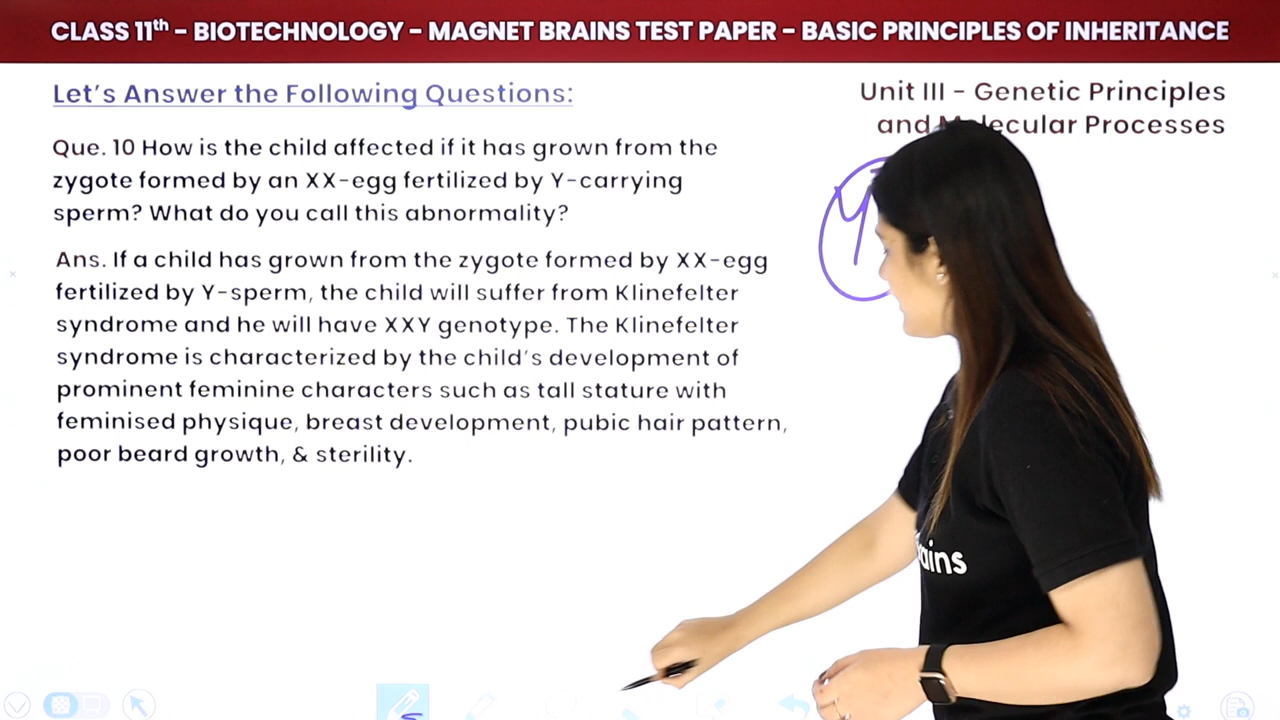 CLASS 11th – BIOTECHNOLOGY – MAGNET BRAINS TEST PAPER – BASIC PRINCIPLES OF INHERITANCE
Let's Answer the Following Questions:
Unit III – Genetic Principles
and Molecular Processes
Que. 10 How is the child affected if it has grown from the
zygote formed by an XX-egg fertilized by Y-carrying
sperm? What do you call this abnormality?
Ans. If a child has grown from the zygote formed by XX-egg
fertilized by Y-sperm, the child will suffer from Klinefelter
syndrome and he will have XXY genotype. The Klinefelter
syndrome is characterized by the child's development of
prominent feminine characters such as tall stature with
feminised physique, breast development, pubic hair pattern,
poor beard growth, & sterility.